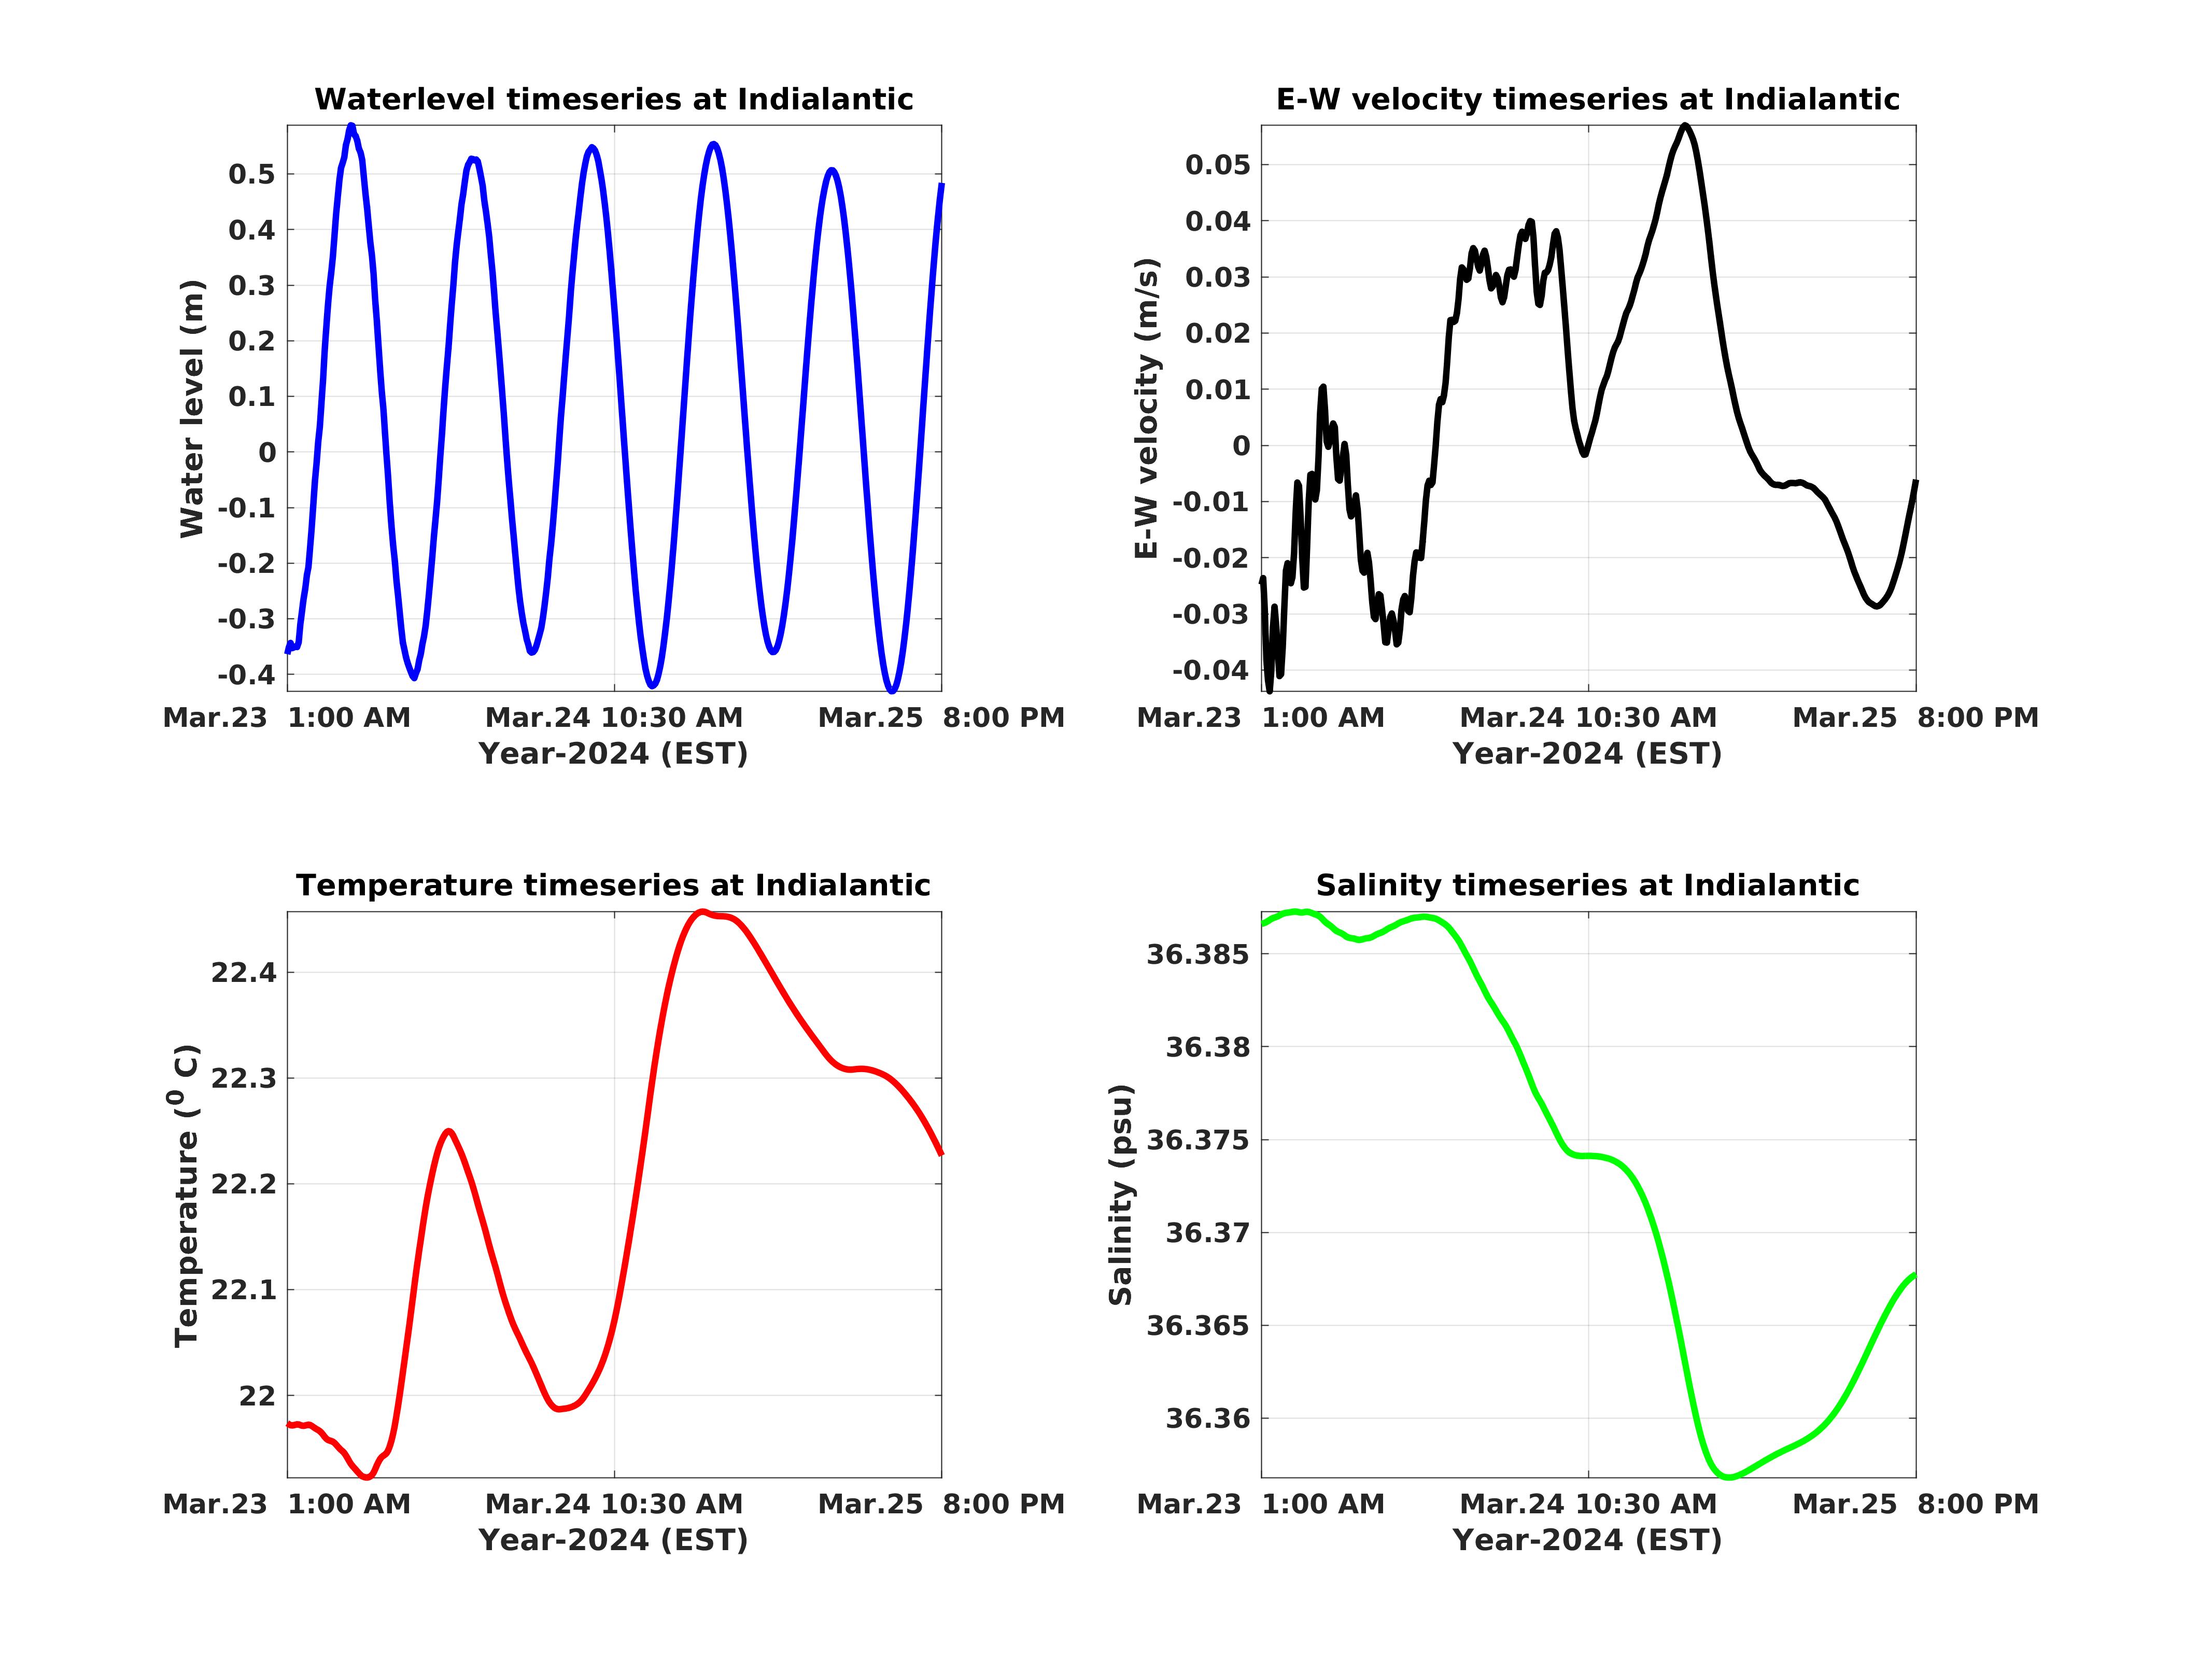 Waterlevel timeseries at Indialantic
0.5
0.4
0.3
0.2
0.1
0
-0.1
-0.2
-0.3
-0.4
Water level (m)
Mar.23 1:00 AM Mar.24 10:30 AM Mar.25 8:00 PM
Year-2024 (EST)
E-W velocity timeseries at Indialantic
0.05
0.04
0.03
0.02
0.01
0
-0.01
-0.02
-0.03
-0.04
E-W velocity (m/s)
Mar.23 1:00 AM Mar.24 10:30 AM Mar.25 8:00 PM
Year-2024 (EST)
Temperature timeseries at Indialantic
22.4
22.3
22.2
22.1
22
Temperature (⁰ C)
Mar.23 1:00 AM Mar.24 10:30 AM Mar.25 8:00 PM
Year-2024 (EST)
Salinity timeseries at Indialantic
36.385
36.38
36.375
36.37
36.365
36.36
Salinity (psu)
Mar.23 1:00 AM Mar.24 10:30 AM Mar.25 8:00 PM
Year-2024 (EST)